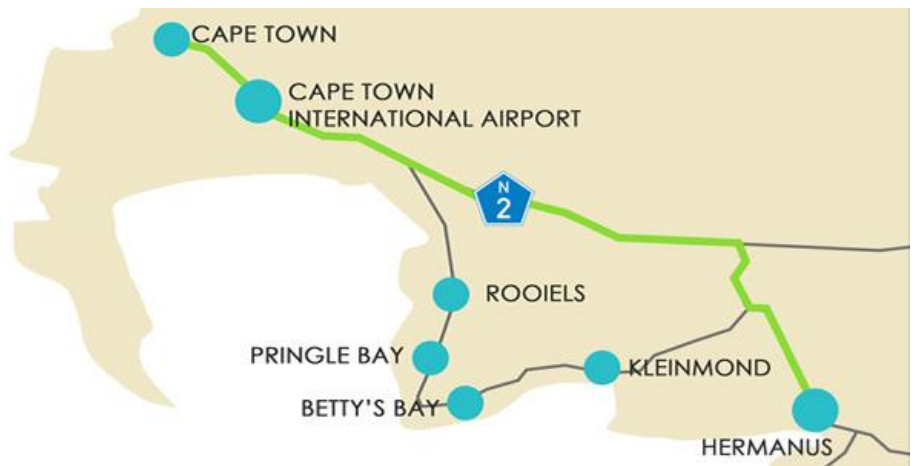 CAPE TOWN
CAPE TOWN
INTERNATIONAL AIRPORT
N
2
ROOIELS
PRINGLE BAY
KLEINMOND
BETTY'S BAY
HERMANUS